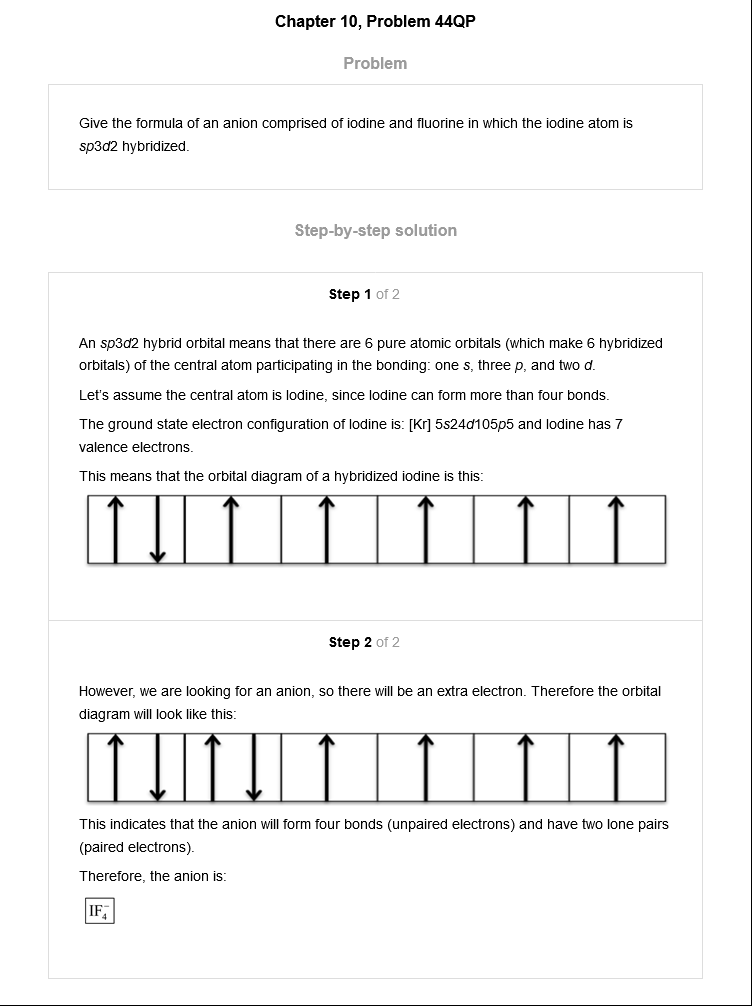 Chapter 10, Problem 44QP
Problem
Give the formula of an anion comprised of iodine and fluorine in which the iodine atom is
sp3d2 hybridized.
Step-by-step solution
Step 1 of 2
An sp3d2 hybrid orbital means that there are 6 pure atomic orbitals (which make 6 hybridized
orbitals) of the central atom participating in the bonding: one s, three p, and two d.
Let's assume the central atom is Iodine, since Iodine can form more than four bonds.
The ground state electron configuration of Iodine is: [Kr] 5s24d105p5 and Iodine has 7
valence electrons.
This means that the orbital diagram of a hybridized iodine is this:
Step 2 of 2
However, we are looking for an anion, so there will be an extra electron. Therefore the orbital
diagram will look like this:
This indicates that the anion will form four bonds (unpaired electrons) and have two lone pairs
(paired electrons).
Therefore, the anion is:
IF₄⁻